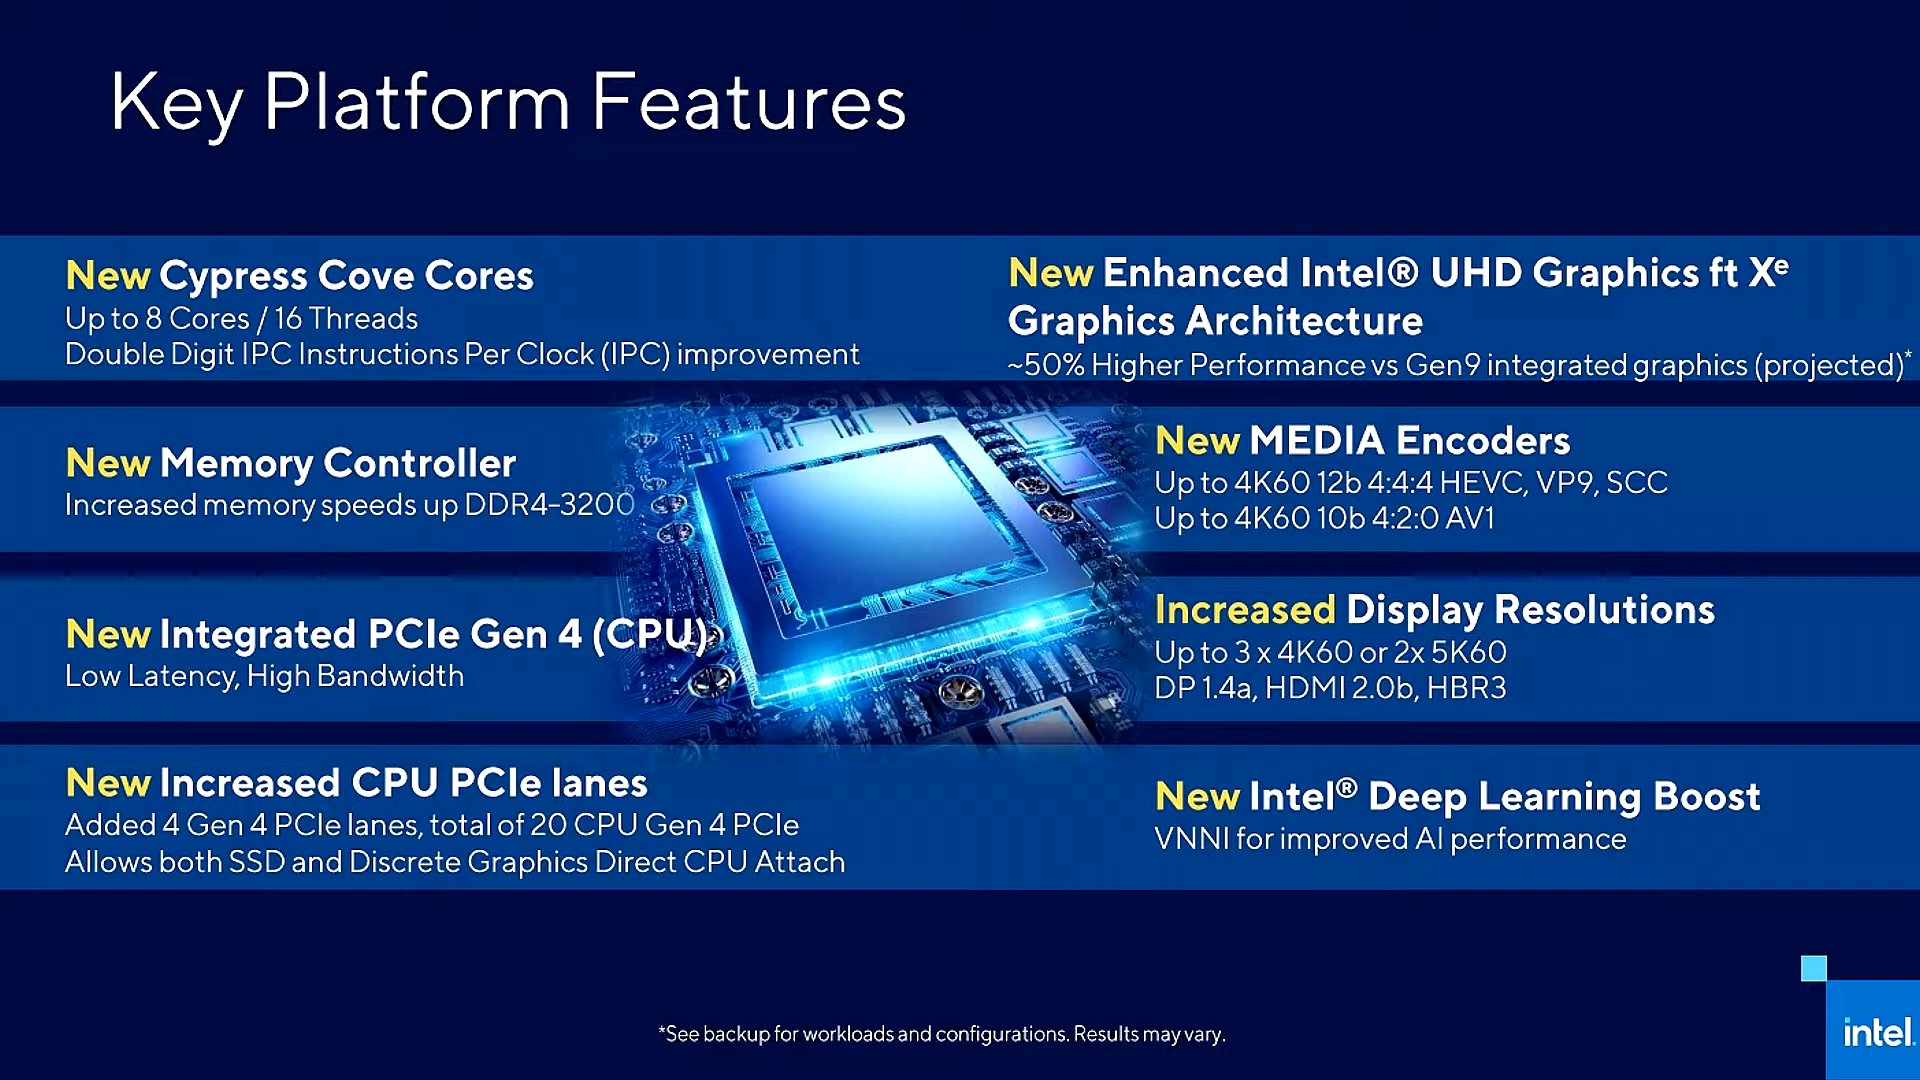 Key Platform Features
New Cypress Cove Cores
Up to 8 Cores / 16 Threads
Double Digit IPC Instructions Per Clock (IPC) improvement
New Memory Controller
Increased memory speeds up DDR4-3200
New Integrated PCIe Gen 4 (CPU)
Low Latency, High Bandwidth
New Increased CPU PCIe lanes
Added 4 Gen 4 PCIe lanes, total of 20 CPU Gen 4 PCIe
Allows both SSD and Discrete Graphics Direct CPU Attach
New Enhanced Intel® UHD Graphics ft Xᵉ
Graphics Architecture
~50% Higher Performance vs Gen9 integrated graphics (projected)*
New MEDIA Encoders
Up to 4K60 12b 4:4:4 HEVC, VP9, SCC
Up to 4K60 10b 4:2:0 AV1
Increased Display Resolutions
Up to 3 x 4K60 or 2x 5K60
DP 1.4a, HDMI 2.0b, HBR3
New Intel® Deep Learning Boost
VNNI for improved AI performance
*See backup for workloads and configurations. Results may vary.
intel.